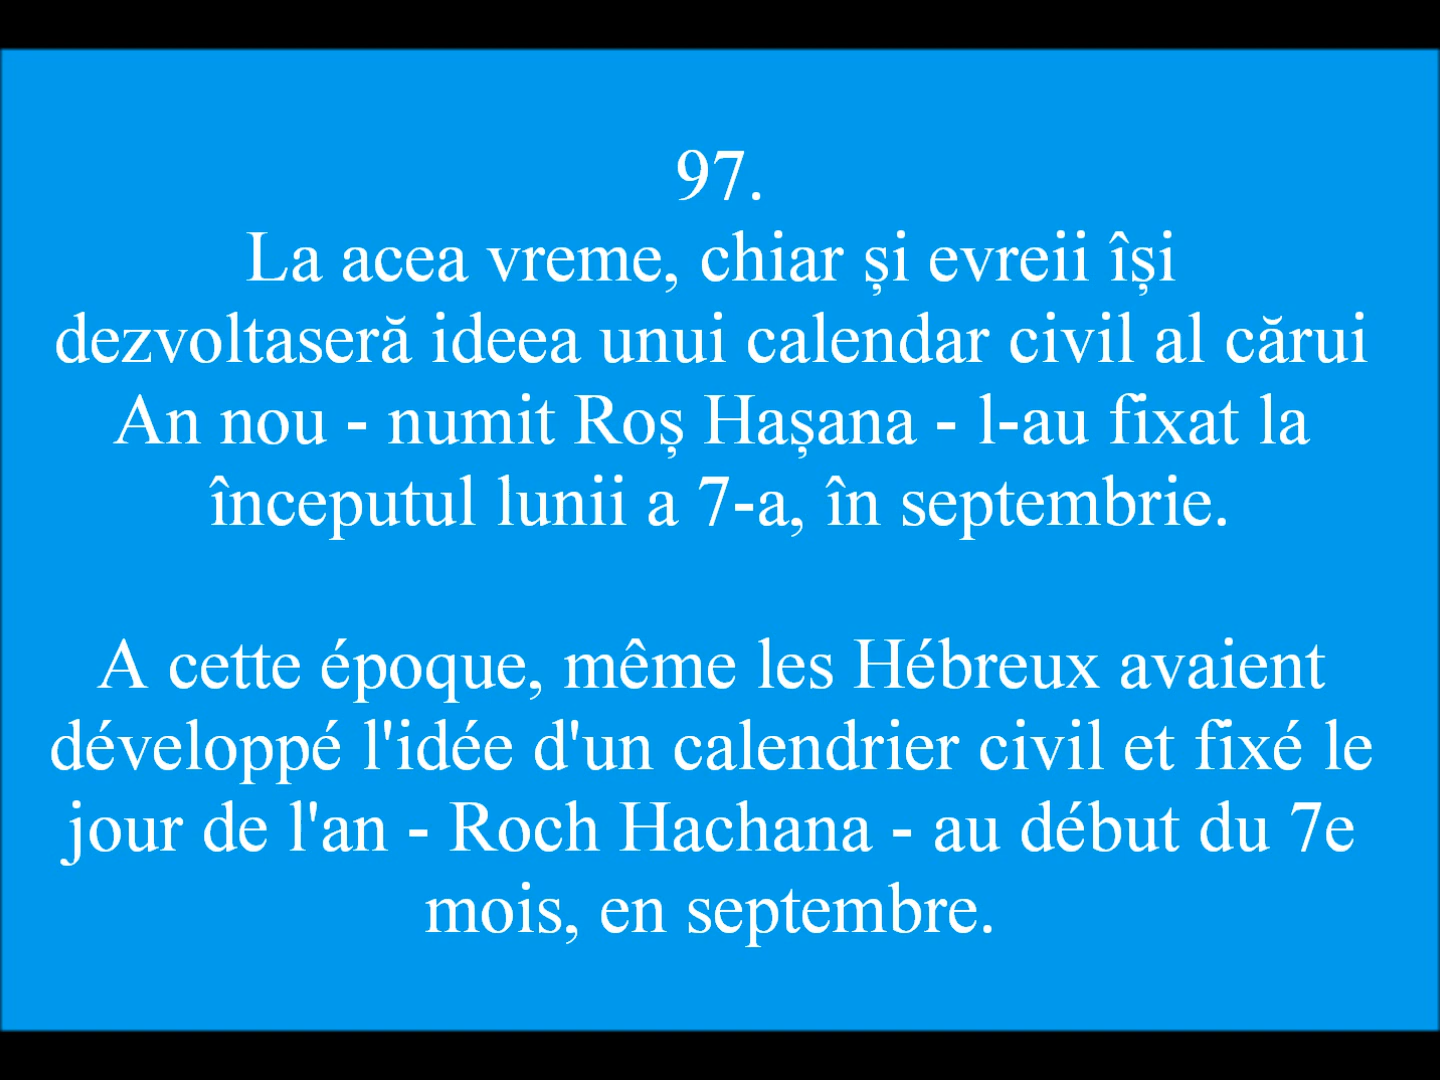 97.
La acea vreme, chiar și evreii își
dezvoltaseră ideea unui calendar civil al cărui
An nou - numit Roș Hașana - l-au fixat la
începutul lunii a 7-a, în septembrie.
A cette époque, même les Hébreux avaient
développé l'idée d'un calendrier civil et fixé le
jour de l'an - Roch Hachana - au début du 7e
mois, en septembre.